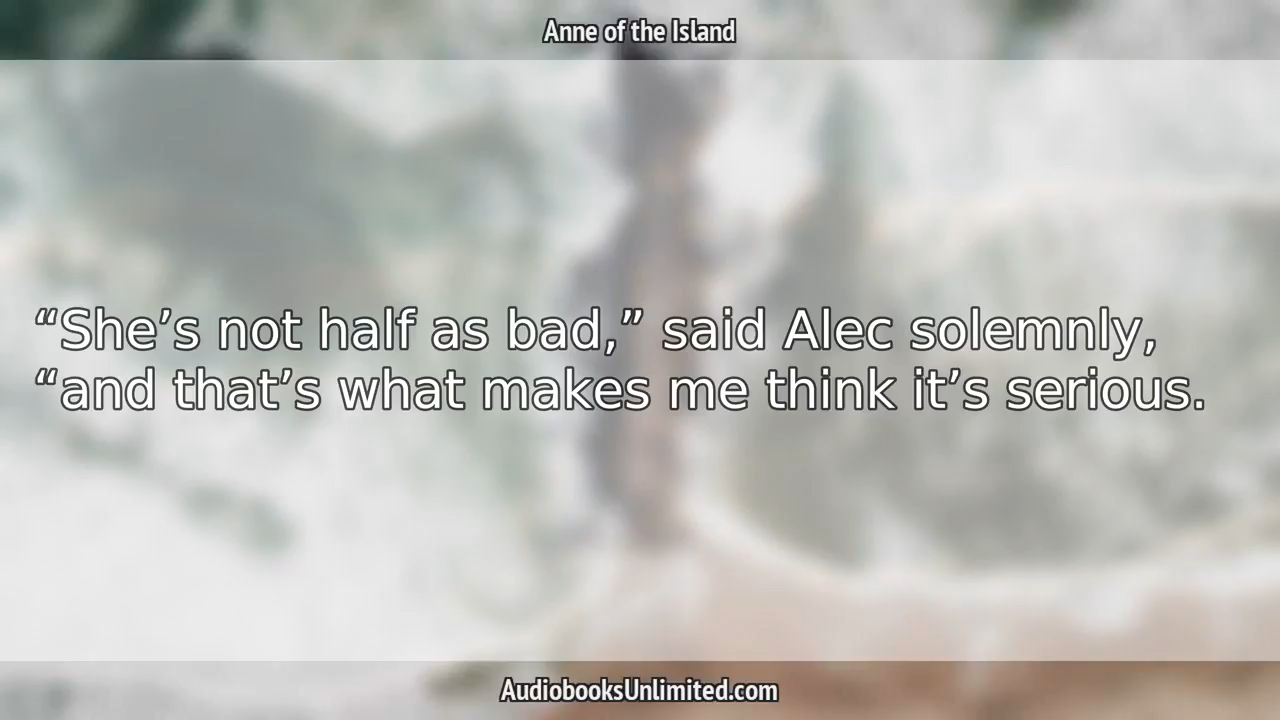 Anne of the Island
“She’s not half as bad,” said Alec solemnly,
“and that’s what makes me think it’s serious.
AudiobooksUnlimited.com